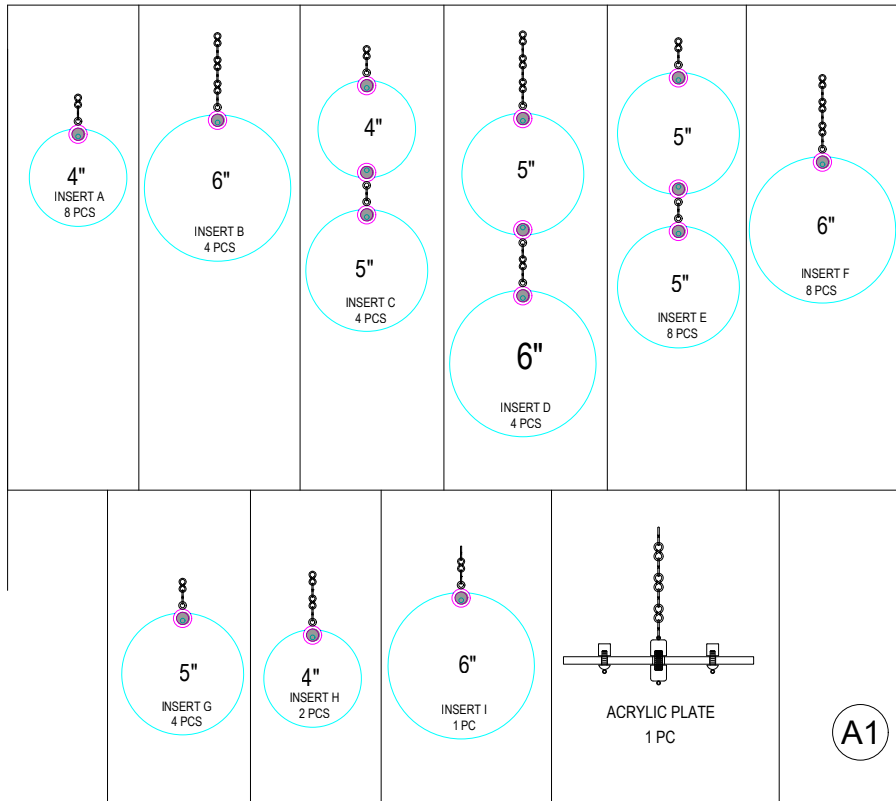 4"
INSERT A
8 PCS
6"
INSERT B
4 PCS
4"
5"
INSERT C
4 PCS
5"
6"
INSERT D
4 PCS
5"
5"
INSERT E
8 PCS
6"
INSERT F
8 PCS
5"
INSERT G
4 PCS
4"
INSERT H
2 PCS
6"
INSERT I
1 PC
ACRYLIC PLATE
1 PC
A1